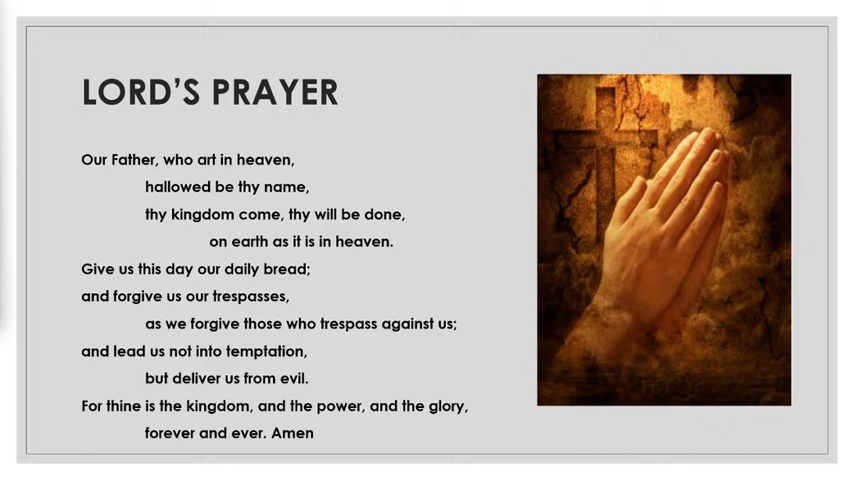 LORD'S PRAYER
Our Father, who art in heaven,
hallowed be thy name,
thy kingdom come, thy will be done,
on earth as it is in heaven.
Give us this day our daily bread;
and forgive us our trespasses,
as we forgive those who trespass against us;
and lead us not into temptation,
but deliver us from evil.
For thine is the kingdom, and the power, and the glory,
forever and ever. Amen